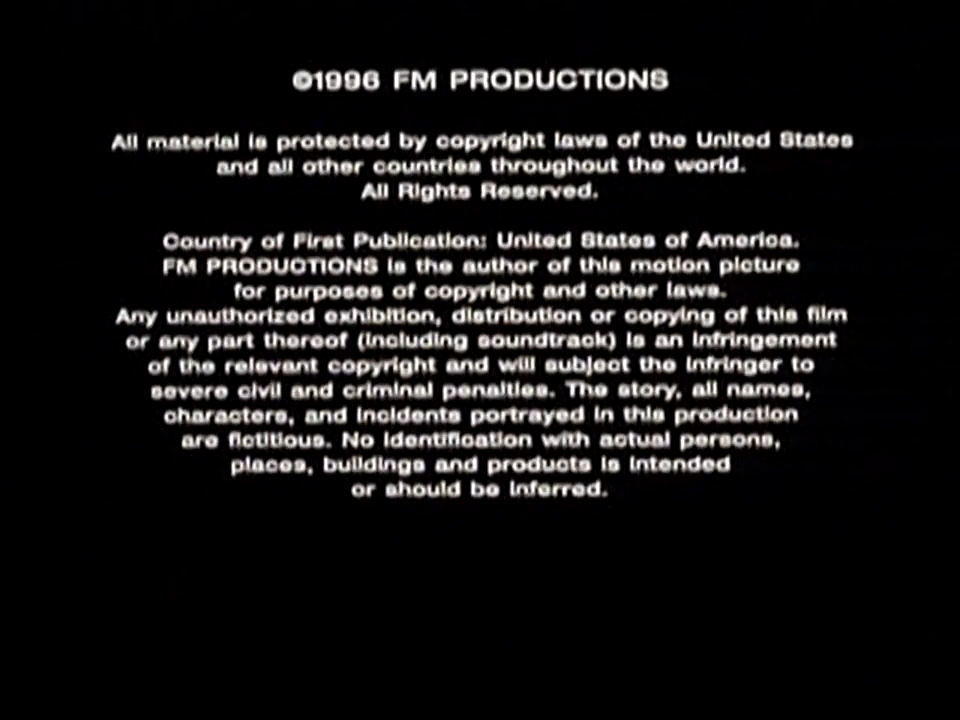 ©1996 FM PRODUCTIONS
All material is protected by copyright laws of the United States
and all other countries throughout the world.
All Rights Reserved.
Country of First Publication: United States of America.
FM PRODUCTIONS is the author of this motion picture
for purposes of copyright and other laws.
Any unauthorized exhibition, distribution or copying of this film
or any part thereof (including soundtrack) is an infringement
of the relevant copyright and will subject the infringer to
severe civil and criminal penalties. The story, all names,
characters, and incidents portrayed in this production
are fictitious. No identification with actual persons,
places, buildings and products is intended
or should be inferred.